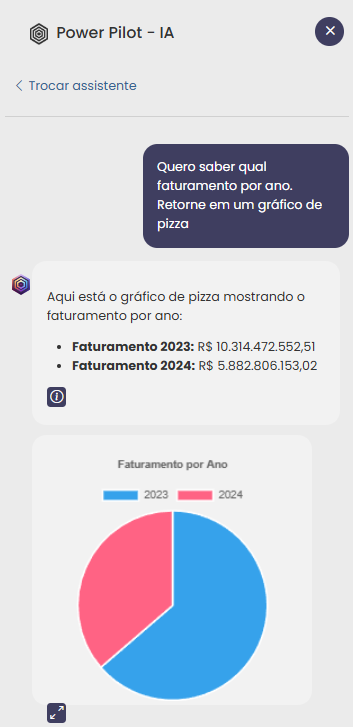 Power Pilot - IA
Trocar assistente
Quero saber qual
faturamento por ano.
Retorne em um gráfico de
pizza
Aqui está o gráfico de pizza mostrando o
faturamento por ano:
• Faturamento 2023: R$ 10.314.472.552,51
• Faturamento 2024: R$ 5.882.806.153,02
Faturamento por Ano
2023 2024